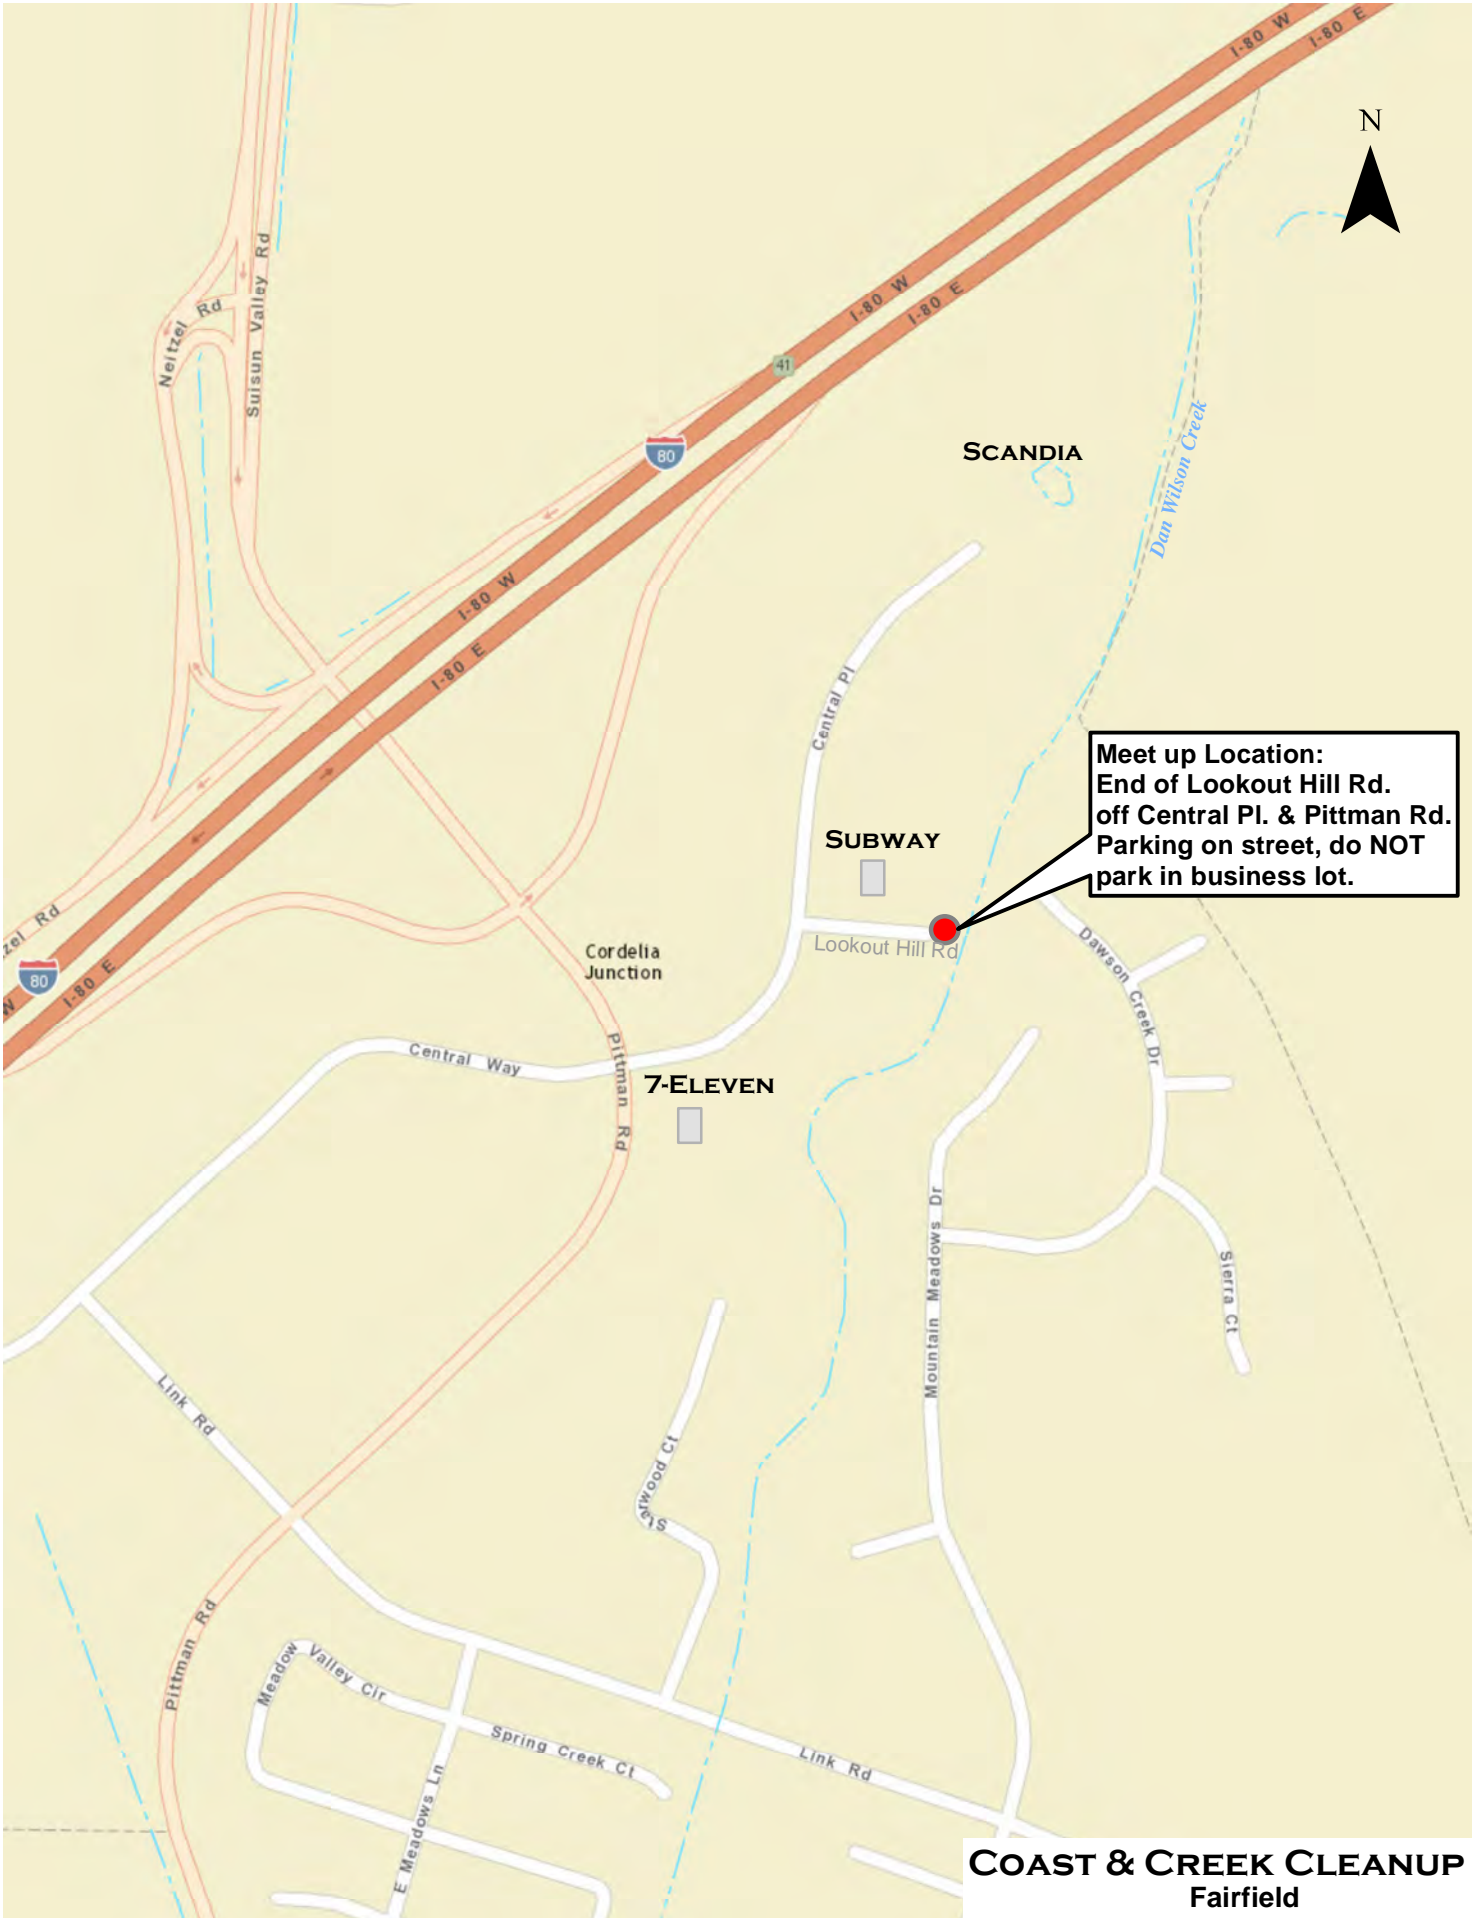 I-80 W
I-80 E
N
Neitzel Rd
Suisun Valley Rd
I-80 W
I-80 E
41
80
SCANDIA
Dan Wilson Creek
I-80 W
I-80 E
Central Pl
Meet up Location:
End of Lookout Hill Rd.
off Central Pl. & Pittman Rd.
Parking on street, do NOT
park in business lot.
SUBWAY
Lookout Hill Rd
zel Rd
80
W
I-80 E
Cordelia
Junction
Dawson Creek Dr
Central Way
Pittman Rd
7-ELEVEN
Mountain Meadows Dr
Sierra Ct
Link Rd
Starwood Ct
Pittman Rd
Meadow Valley Cir
Spring Creek Ct
Link Rd
E Meadows Ln
COAST & CREEK CLEANUP
Fairfield